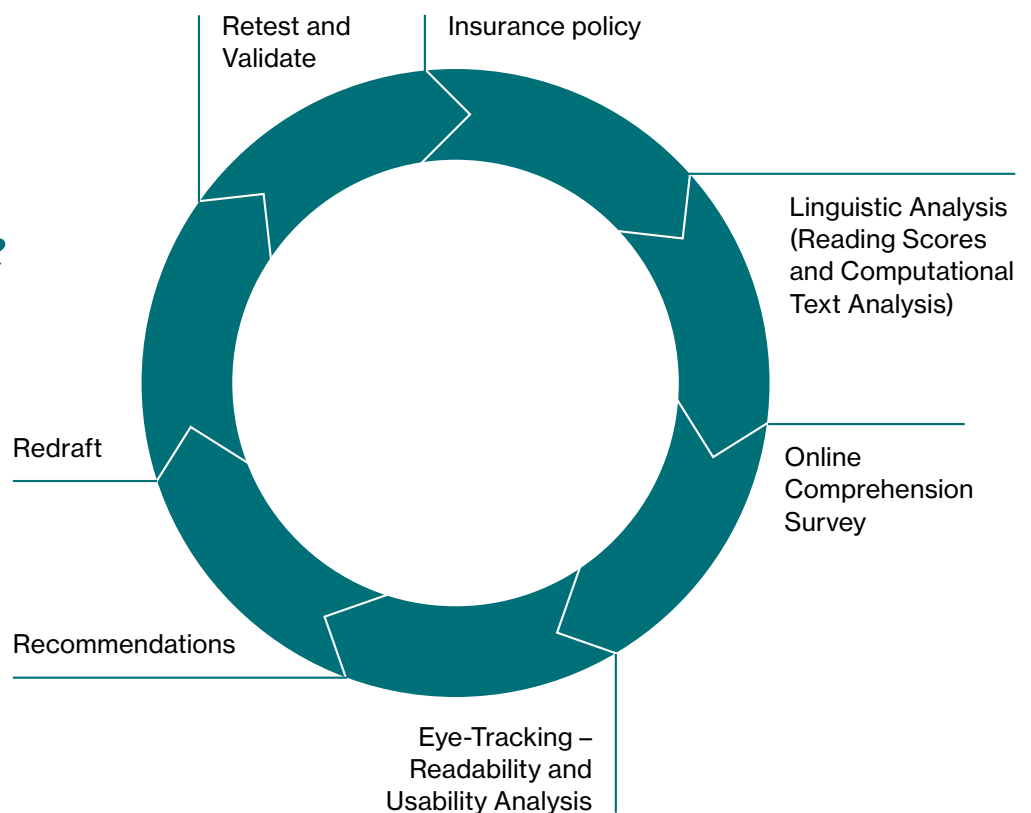 Retest and
Validate
Insurance policy
Linguistic Analysis
(Reading Scores
and Computational
Text Analysis)
Online
Comprehension
Survey
Eye-Tracking –
Readability and
Usability Analysis
Recommendations
Redraft